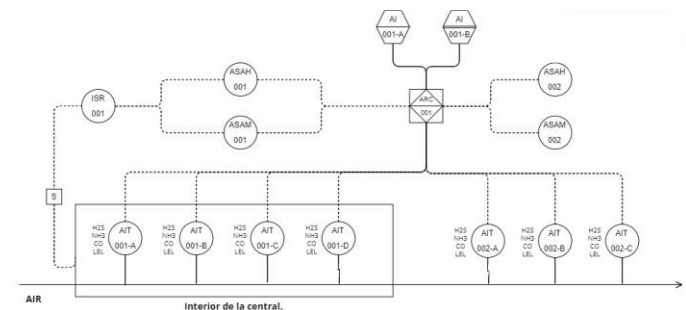 AI
001-A
AI
001-B
ASAH
001
ASAH
002
ISR
001
ARC
001
ASAM
001
ASAM
002
S
H2S
NH3
CO
LEL
AIT
001-A
H2S
NH3
CO
LEL
AIT
001-B
H2S
NH3
CO
LEL
AIT
001-C
H2S
NH3
CO
LEL
AIT
001-D
H2S
NH3
CO
LEL
AIT
002-A
H2S
NH3
CO
LEL
AIT
002-B
H2S
NH3
CO
LEL
AIT
002-C
AIR
Interior de la central.